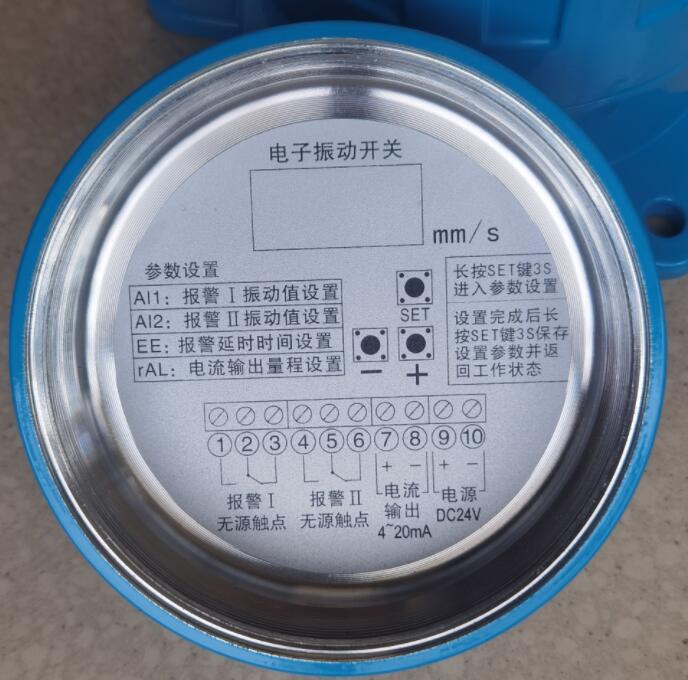 电子振动开关
mm/s
参数设置
AI1: 报警Ⅰ振动值设置
AI2: 报警Ⅱ振动值设置
EE: 报警延时时间设置
rAL: 电流输出量程设置
SET
− +
长按SET键3S
进入参数设置
设置完成后长
按SET键3S保存
设置参数并返
回工作状态
① ② ③ ④ ⑤ ⑥ ⑦ ⑧ ⑨ ⑩
+ − + −
报警Ⅰ
无源触点
报警Ⅱ
无源触点
电流
输出
4~20mA
电源
DC24V